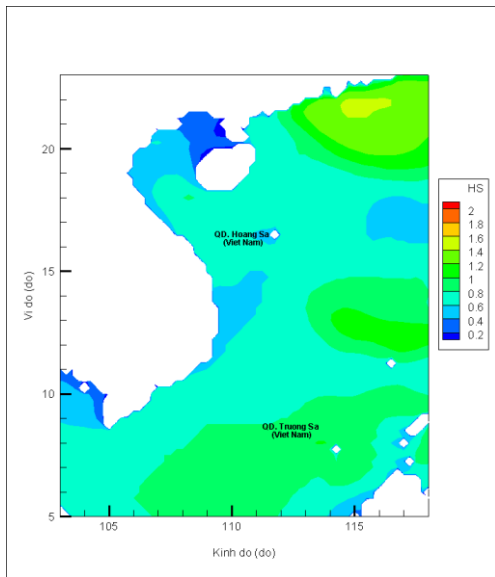 HS
2
1.8
1.6
1.4
1.2
1
0.8
0.6
0.4
0.2
20
15
10
5
Vi do (do)
QD. Hoang Sa
(Viet Nam)
QD. Truong Sa
(Viet Nam)
105
110
115
Kinh do (do)